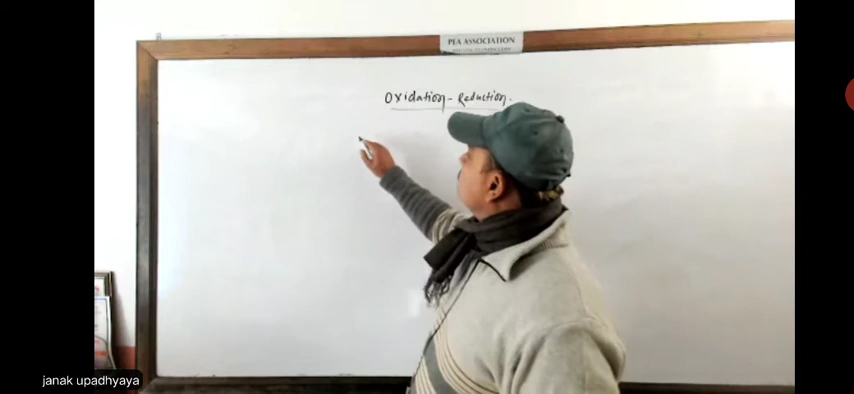 PEA ASSOCIATION
Oxidation - Reduction.
janak upadhyaya